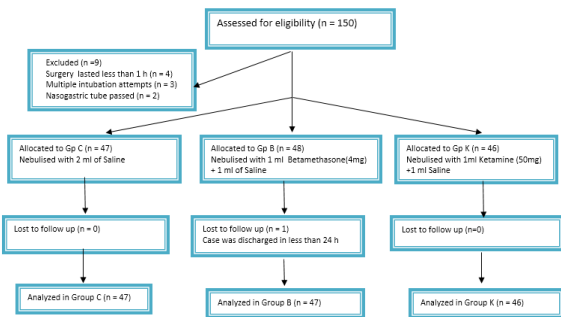 Assessed for eligibility (n = 150)
Excluded (n =9)
Surgery lasted less than 1 h (n = 4)
Multiple intubation attempts (n = 3)
Nasogastric tube passed (n = 2)
Allocated to Gp C (n = 47)
Nebulised with 2 ml of Saline
Allocated to Gp B (n = 48)
Nebulised with 1 ml Betamethasone(4mg)
+ 1 ml of Saline
Allocated to Gp K (n = 46)
Nebulised with 1ml Ketamine (50mg)
+1 ml Saline
Lost to follow up (n = 0)
Lost to follow up (n = 1)
Case was discharged in less than 24 h
Lost to follow up (n=0)
Analyzed in Group C (n = 47)
Analyzed in Group B (n = 47)
Analyzed in Group K (n = 46)